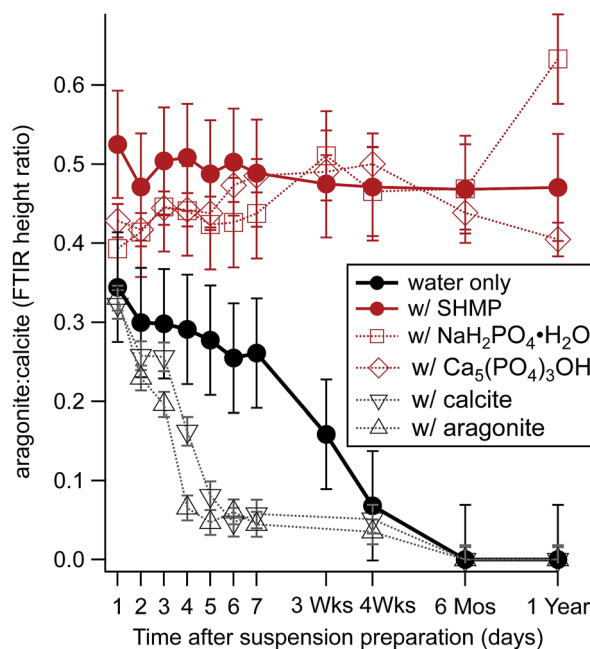 aragonite:calcite (FTIR height ratio)
0.6
0.5
0.4
0.3
0.2
0.1
0.0
water only
w/ SHMP
w/ NaH₂PO₄•H₂O
w/ Ca₅(PO₄)₃OH
w/ calcite
w/ aragonite
1 2 3 4 5 6 7 3 Wks 4Wks 6 Mos 1 Year
Time after suspension preparation (days)